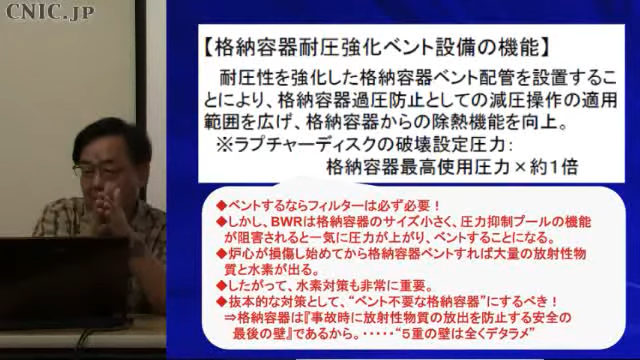 CNIC.JP
【格納容器耐圧強化ベント設備の機能】
耐圧性を強化した格納容器ベント配管を設置するこ
とにより、格納容器過圧防止としての減圧操作の適用
範囲を広げ、格納容器からの除熱機能を向上。
※ラプチャーディスクの破壊設定圧力:
格納容器最高使用圧力×約1倍
◆ベントするならフィルターは必ず必要!
◆しかし、BWRは格納容器のサイズ小さく、圧力抑制プールの機能
が阻害されると一気に圧力が上がり、ベントすることになる。
◆炉心が損傷し始めてから格納容器ベントすれば大量の放射性物
質と水素が出る。
◆したがって、水素対策も非常に重要。
◆抜本的な対策として、“ベント不要な格納容器”にするべき!
⇒格納容器は『事故時に放射性物質の放出を防止する安全の
最後の壁』であるから。・・・・・“5重の壁は全くデタラメ”